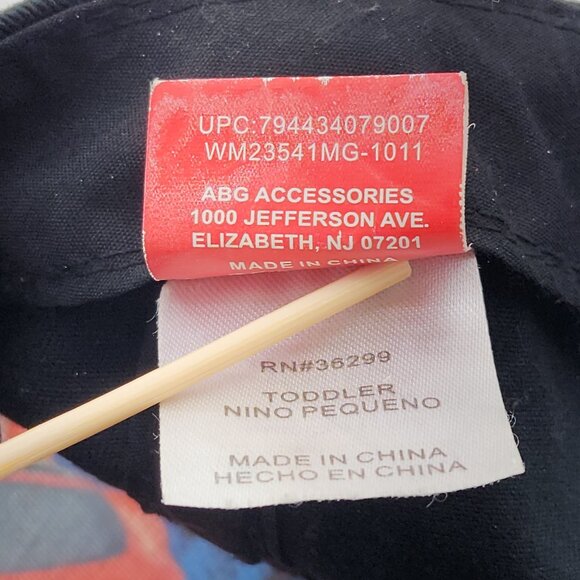 UPC:794434079007
WM23541MG-1011
ABG ACCESSORIES
1000 JEFFERSON AVE.
ELIZABETH, NJ 07201
MADE IN CHINA
RN#36299
TODDLER
NINO PEQUENO
MADE IN CHINA
HECHO EN CHINA